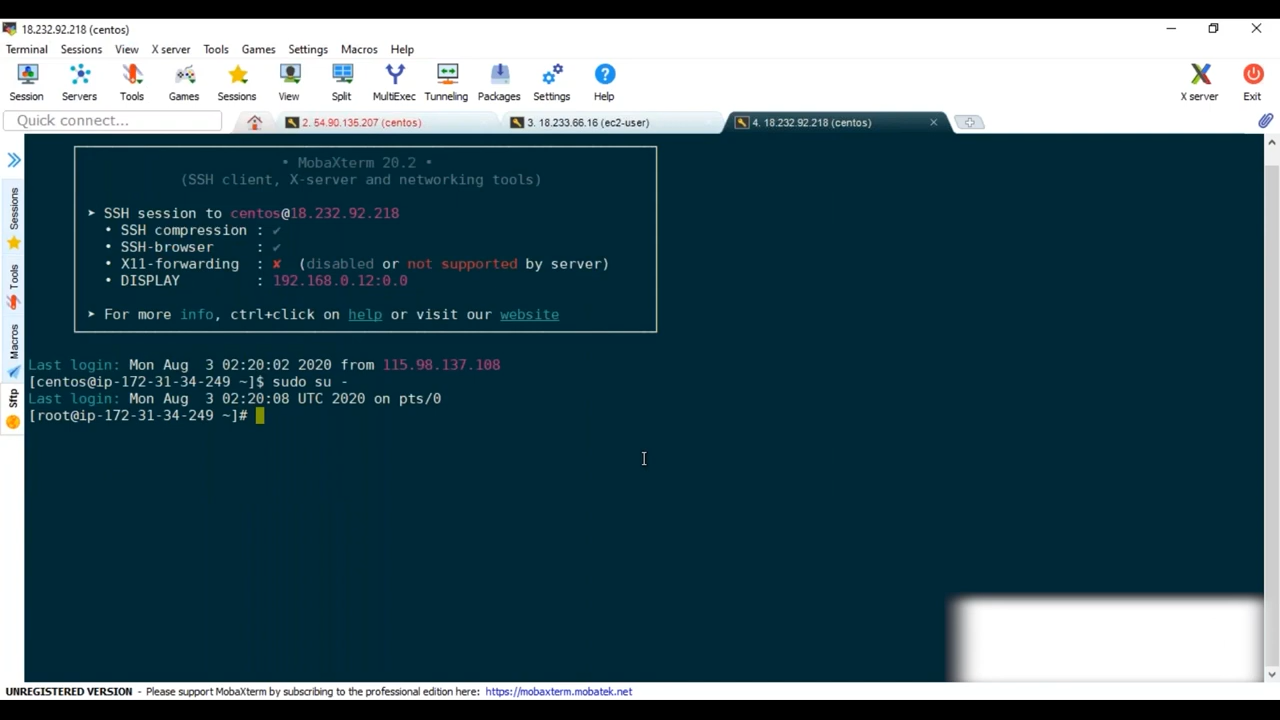 18.232.92.218 (centos)
Terminal Sessions View X server Tools Games Settings Macros Help
Session Servers Tools Games Sessions View Split MultiExec Tunneling Packages Settings Help X server Exit
Quick connect...
2. 54.90.135.207 (centos)
3. 18.233.66.16 (ec2-user)
4. 18.232.92.218 (centos)
Sessions
Tools
Macros
Sftp
• MobaXterm 20.2 •
(SSH client, X-server and networking tools)
➤ SSH session to centos@18.232.92.218
• SSH compression : ✓
• SSH-browser : ✓
• X11-forwarding : ✘ (disabled or not supported by server)
• DISPLAY : 192.168.0.12:0.0
➤ For more info, ctrl+click on help or visit our website
Last login: Mon Aug  3 02:20:02 2020 from 115.98.137.108
[centos@ip-172-31-34-249 ~]$ sudo su -
Last login: Mon Aug  3 02:20:08 UTC 2020 on pts/0
[root@ip-172-31-34-249 ~]#
UNREGISTERED VERSION - Please support MobaXterm by subscribing to the professional edition here: https://mobaxterm.mobatek.net